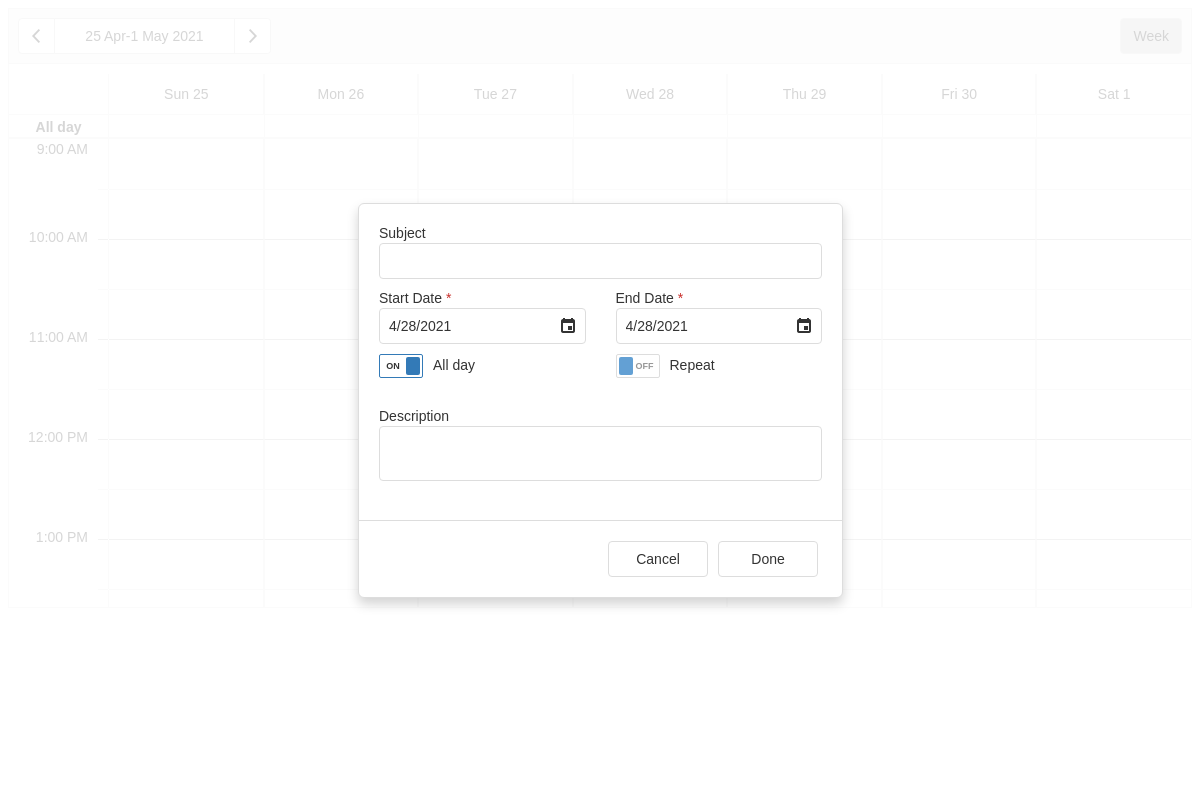 25 Apr-1 May 2021 Week
Sun 25 Mon 26 Tue 27 Wed 28 Thu 29 Fri 30 Sat 1
All day
9:00 AM
10:00 AM
11:00 AM
12:00 PM
1:00 PM
Subject
Start Date * End Date *
4/28/2021 4/28/2021
ON All day OFF Repeat
Description
Cancel Done